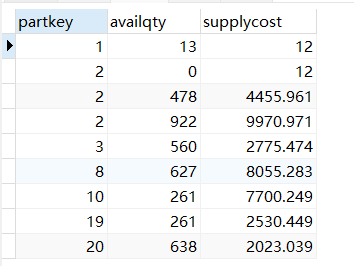 partkey availqty supplycost
1 13 12
2 0 12
2 478 4455.961
2 922 9970.971
3 560 2775.474
8 627 8055.283
10 261 7700.249
19 261 2530.449
20 638 2023.039